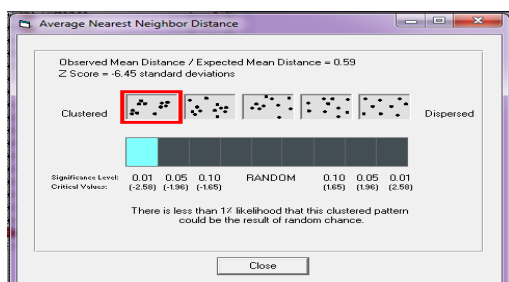 Average Nearest Neighbor Distance
Observed Mean Distance / Expected Mean Distance = 0.59
Z Score = -6.45 standard deviations
Clustered Dispersed
Significance Level: 0.01 0.05 0.10 RANDOM 0.10 0.05 0.01
Critical Values: (-2.58) (-1.96) (-1.65) (1.65) (1.96) (2.58)
There is less than 1% likelihood that this clustered pattern
could be the result of random chance.
Close